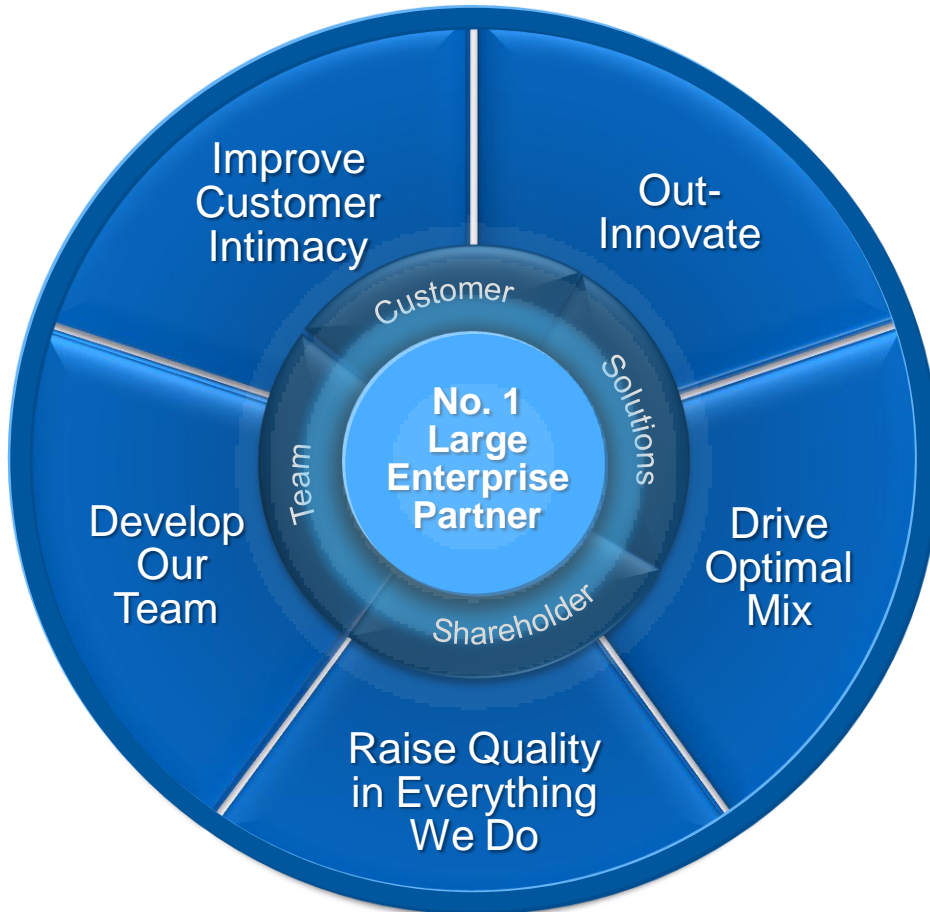 Improve
Customer
Intimacy
Out-
Innovate
Customer
Solutions
No. 1
Large
Enterprise
Partner
Team
Shareholder
Develop
Our
Team
Drive
Optimal
Mix
Raise Quality
in Everything
We Do